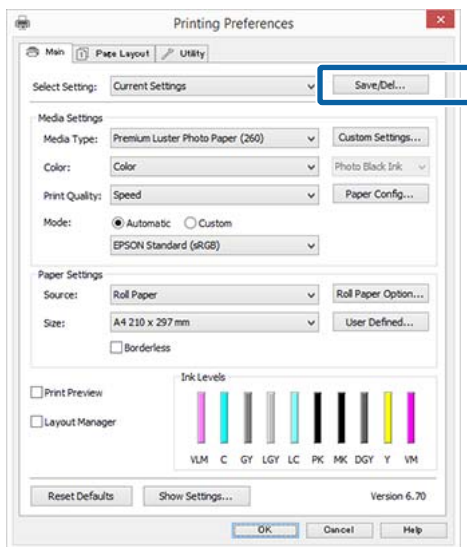 Printing Preferences
Main Page Layout Utility
Select Setting: Current Settings Save/Del...
Media Settings
Media Type: Premium Luster Photo Paper (260) Custom Settings...
Color: Color Photo Black Ink
Print Quality: Speed Paper Config...
Mode: Automatic Custom
EPSON Standard (sRGB)
Paper Settings
Source: Roll Paper Roll Paper Option...
Size: A4 210 x 297 mm User Defined...
Borderless
Ink Levels
Print Preview
Layout Manager
VLM C GY LGY LC PK MK DGY Y VM
Reset Defaults Show Settings... Version 6.70
OK Cancel Help